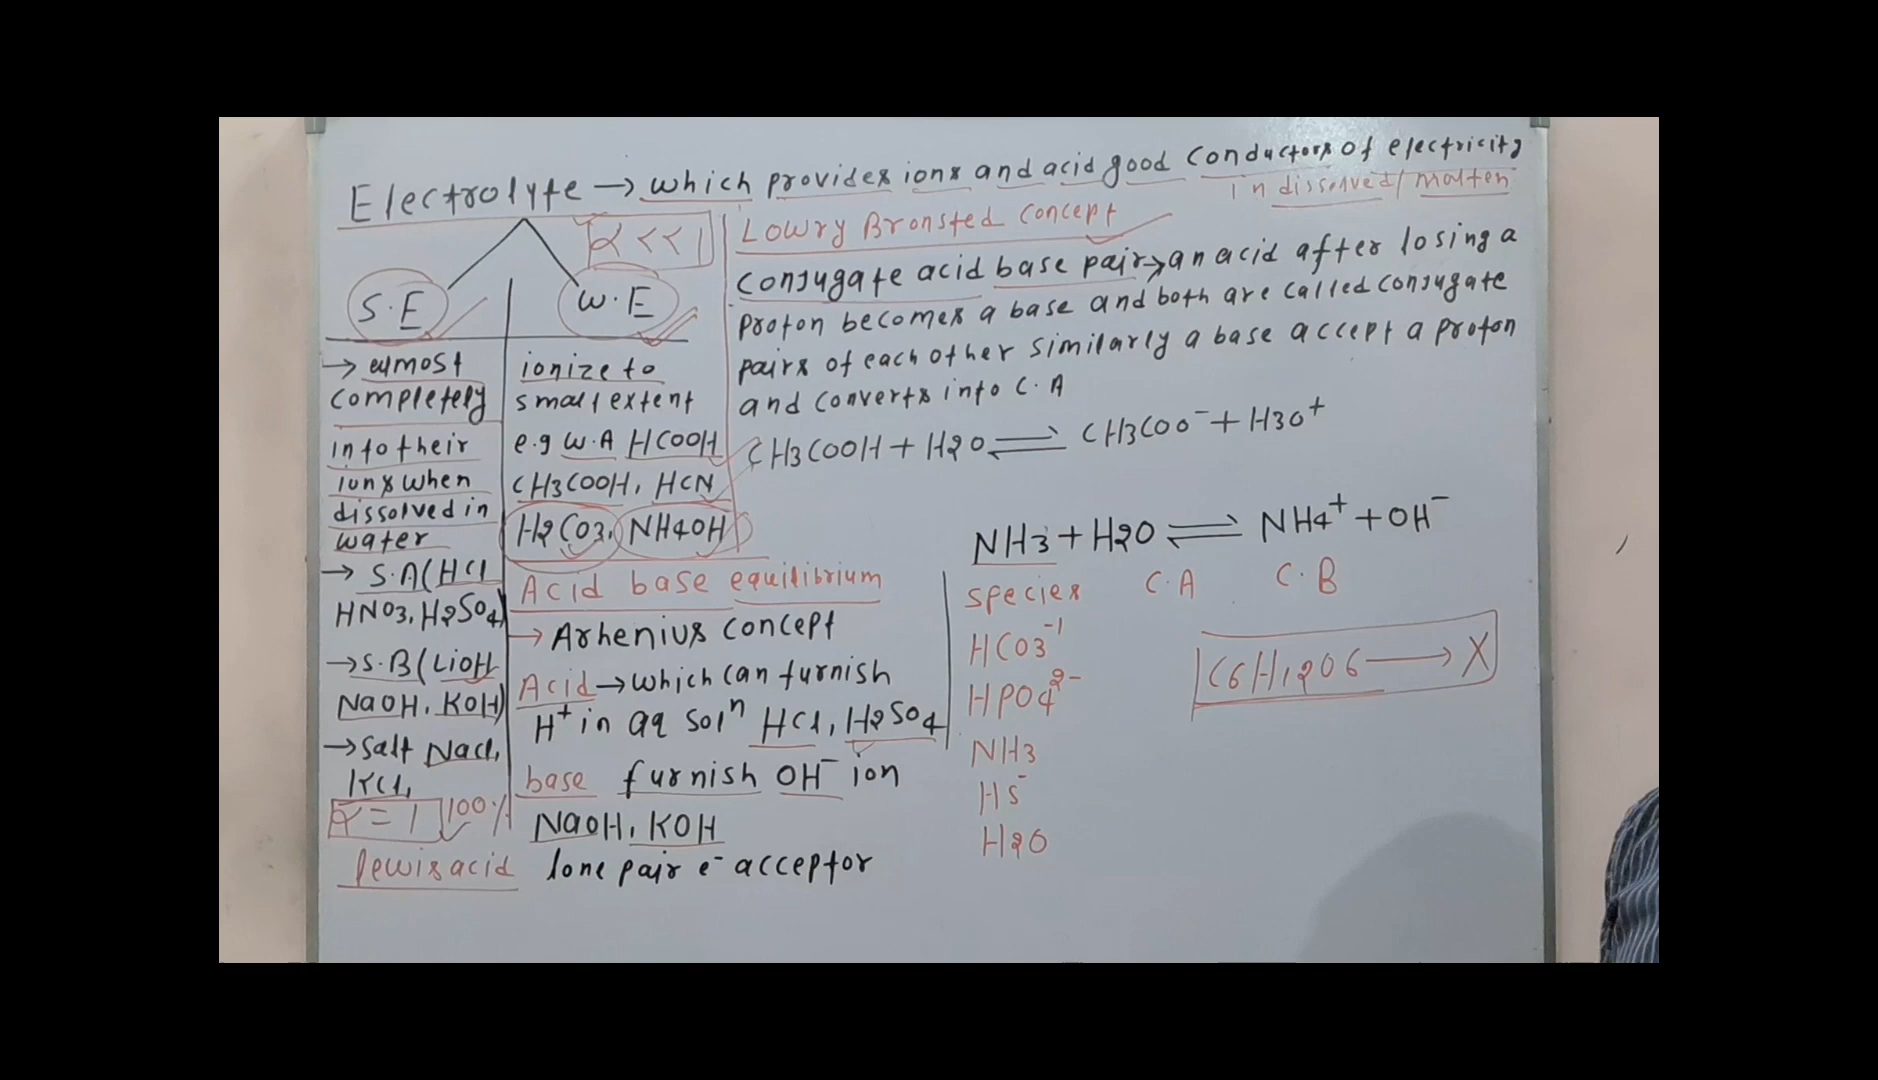 Electrolyte → which provides ions and acid good conductors of electricity
in dissolved/molten
α << 1
S.E
W.E
→ almost
completely
into their
ions when
dissolved in
water
→ S.A(HCl
HNO3, H2SO4)
→ S.B(LiOH
NaOH, KOH)
→ salt NaCl,
KCl,
α = 1 100%
ionize to
small extent
e.g W.A HCOOH
CH3COOH, HCN
H2CO3, NH4OH
Acid base equilibrium
→ Arhenius concept
Acid → which can furnish
H+ in aq solⁿ HCl, H2SO4
base furnish OH⁻ ion
NaOH, KOH
lewis acid lone pair e⁻ acceptor
Lowry Bronsted concept
conjugate acid base pair → an acid after losing a
proton becomes a base and both are called conjugate
pairs of each other similarly a base accept a proton
and converts into C.A
CH3COOH + H2O ⇌ CH3COO⁻ + H3O⁺
NH3 + H2O ⇌ NH4⁺ + OH⁻
species C.A C.B
HCO3⁻¹
HPO4²⁻
NH3
HS⁻
H2O
C6H12O6 → X